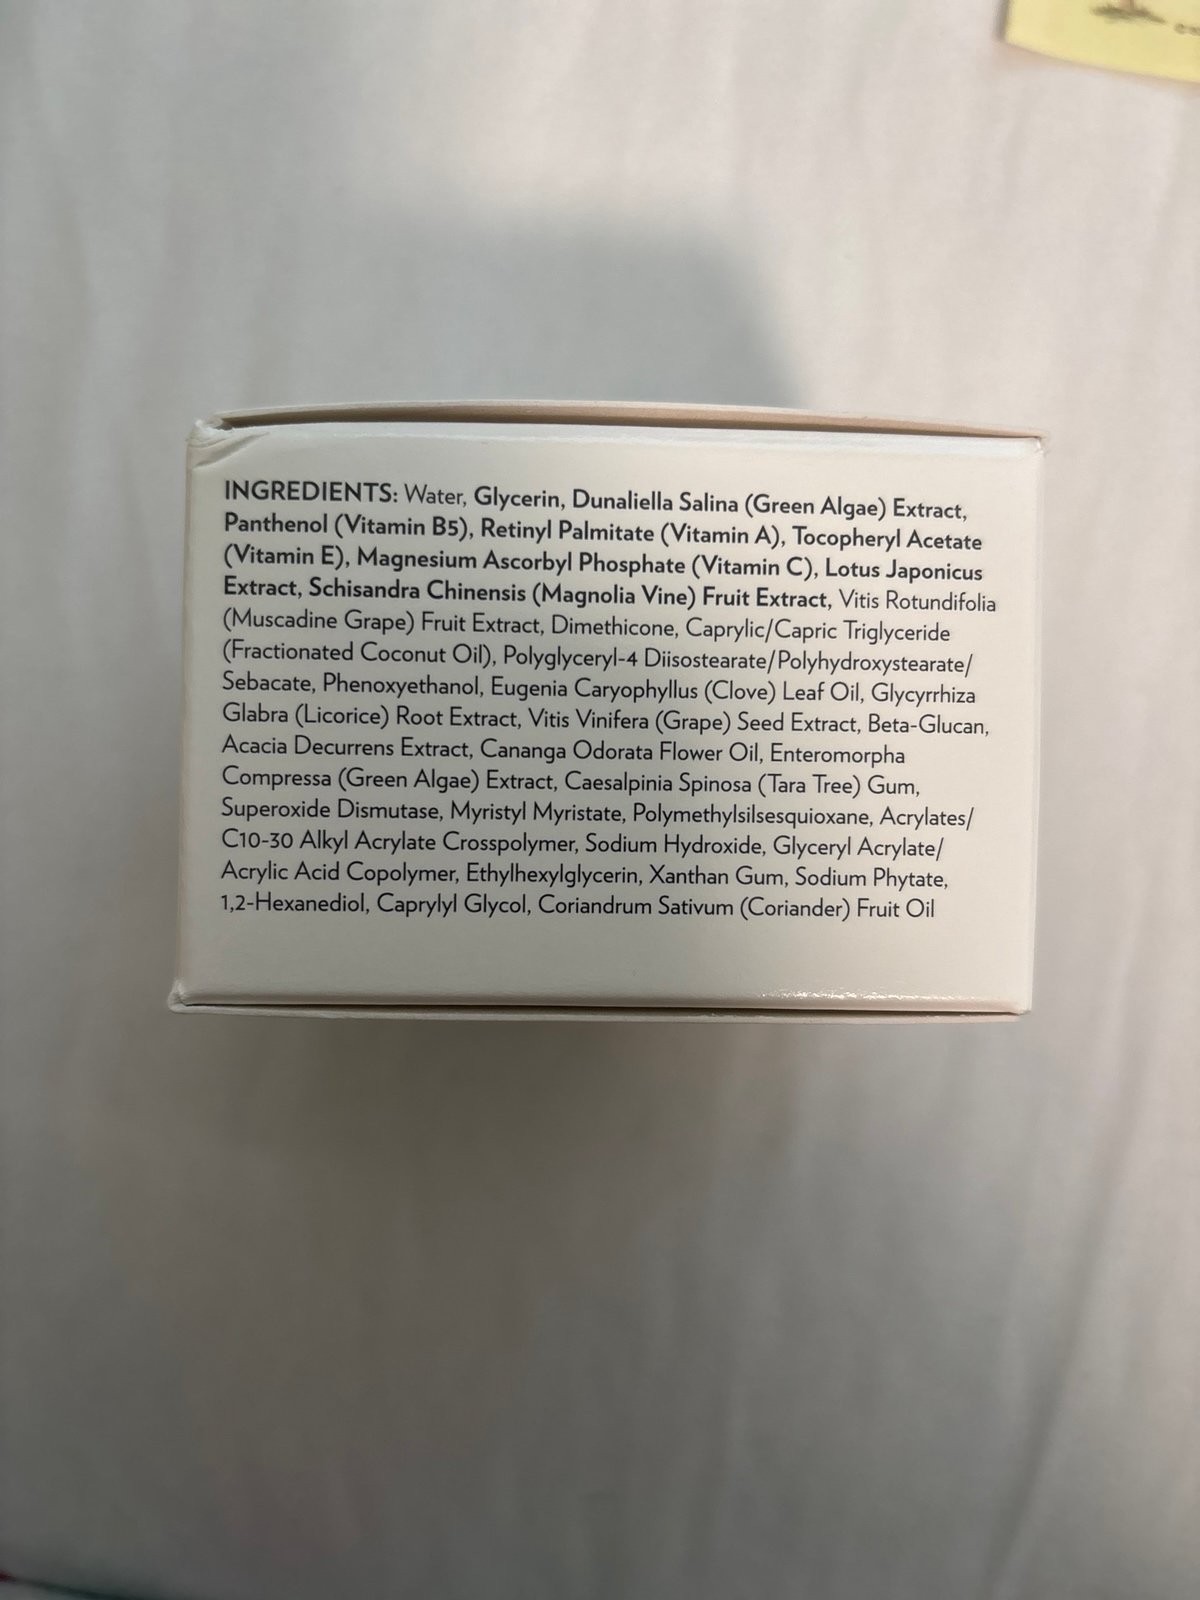 INGREDIENTS: Water, Glycerin, Dunaliella Salina (Green Algae) Extract,
Panthenol (Vitamin B5), Retinyl Palmitate (Vitamin A), Tocopheryl Acetate
(Vitamin E), Magnesium Ascorbyl Phosphate (Vitamin C), Lotus Japonicus
Extract, Schisandra Chinensis (Magnolia Vine) Fruit Extract, Vitis Rotundifolia
(Muscadine Grape) Fruit Extract, Dimethicone, Caprylic/Capric Triglyceride
(Fractionated Coconut Oil), Polyglyceryl-4 Diisostearate/Polyhydroxystearate/
Sebacate, Phenoxyethanol, Eugenia Caryophyllus (Clove) Leaf Oil, Glycyrrhiza
Glabra (Licorice) Root Extract, Vitis Vinifera (Grape) Seed Extract, Beta-Glucan,
Acacia Decurrens Extract, Cananga Odorata Flower Oil, Enteromorpha
Compressa (Green Algae) Extract, Caesalpinia Spinosa (Tara Tree) Gum,
Superoxide Dismutase, Myristyl Myristate, Polymethylsilsesquioxane, Acrylates/
C10-30 Alkyl Acrylate Crosspolymer, Sodium Hydroxide, Glyceryl Acrylate/
Acrylic Acid Copolymer, Ethylhexylglycerin, Xanthan Gum, Sodium Phytate,
1,2-Hexanediol, Caprylyl Glycol, Coriandrum Sativum (Coriander) Fruit Oil